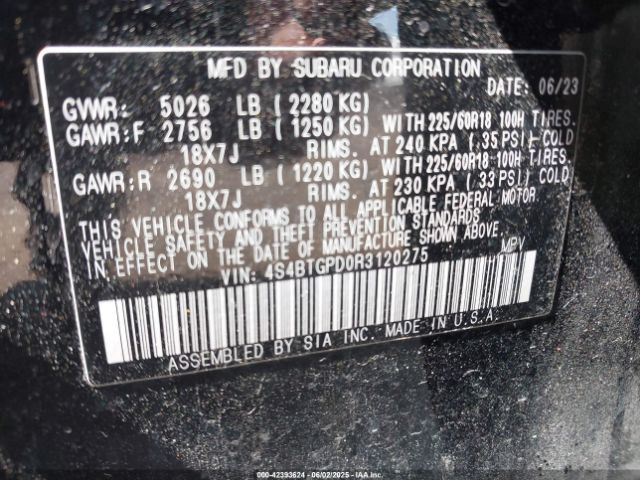 MFD BY SUBARU CORPORATION
DATE: 06/23
GVWR: 5026 LB (2280 KG)
GAWR:F 2756 LB (1250 KG) WITH 225/60R18 100H TIRES.
18X7J RIMS. AT 240 KPA (35 PSI) COLD
GAWR:R 2690 LB (1220 KG) WITH 225/60R18 100H TIRES.
18X7J RIMS. AT 230 KPA (33 PSI) COLD
THIS VEHICLE CONFORMS TO ALL APPLICABLE FEDERAL MOTOR
VEHICLE SAFETY AND THEFT PREVENTION STANDARDS
IN EFFECT ON THE DATE OF MANUFACTURE SHOWN ABOVE.
VIN: 4S4BTGPD0R3120275 MPV
ASSEMBLED BY SIA INC. MADE IN U.S.A.
000-42393624 - 06/02/2025 - IAAI.COM